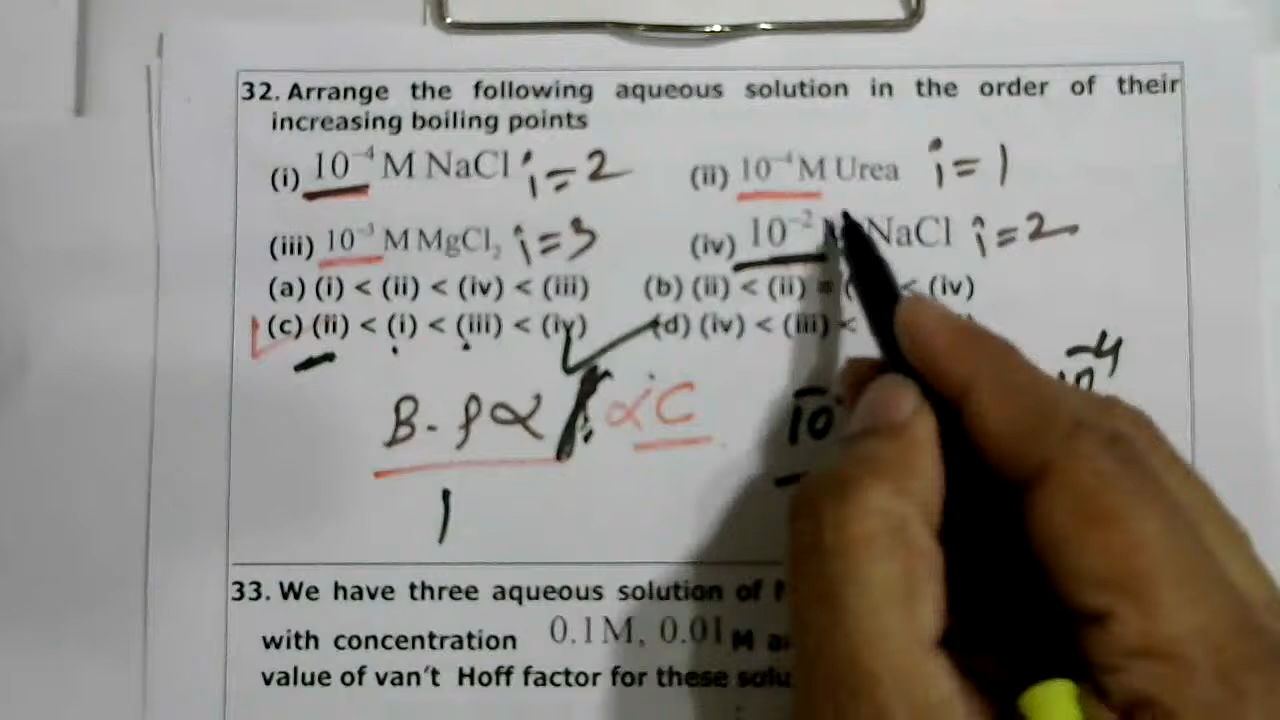 32. Arrange the following aqueous solution in the order of their
increasing boiling points
(i) 10⁻⁴ M NaCl i = 2 (ii) 10⁻⁴ M Urea i = 1
(iii) 10⁻³ M MgCl₂ i = 3 (iv) 10⁻² NaCl i = 2
(a) (i) < (ii) < (iv) < (iii) (b) (ii) < (ii) = < (iv)
(c) (ii) < (i) < (iii) < (iv) (d) (iv) < (iii) <
B.P ∝ ∝ iC 10 -4
1
33. We have three aqueous solution of
with concentration 0.1M, 0.01 M
value of van't Hoff factor for these